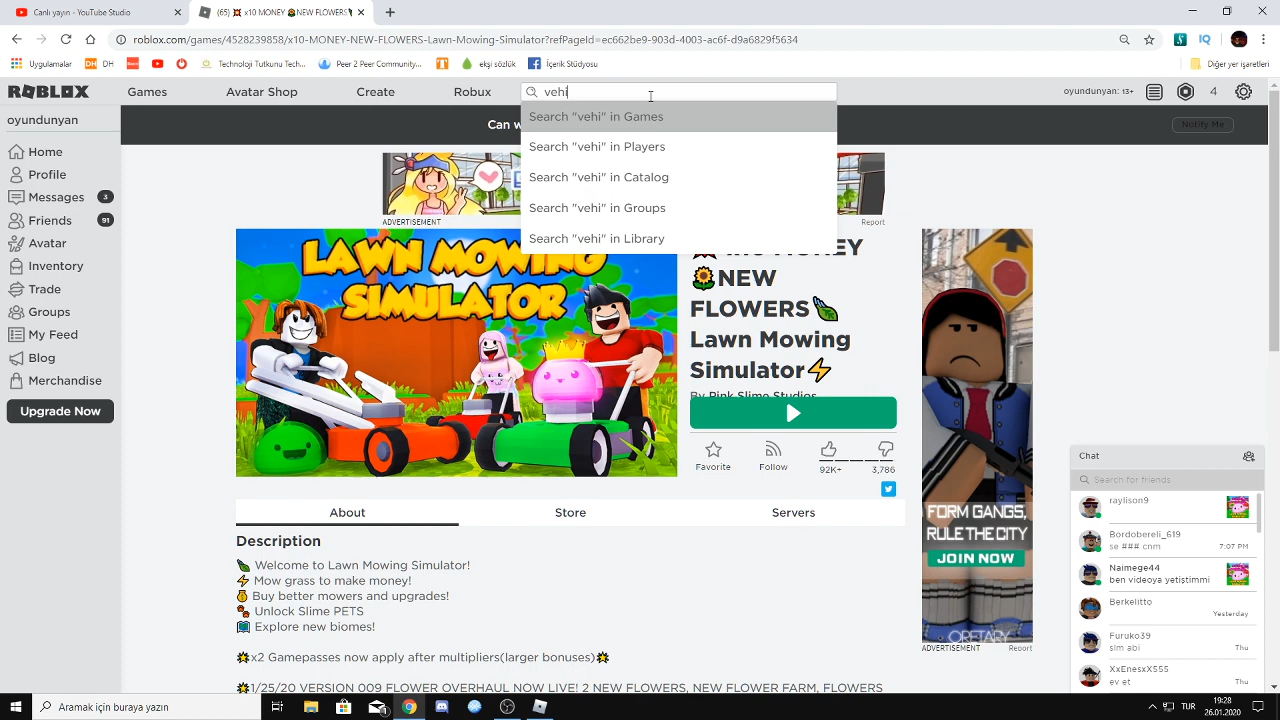 Canlı yayın - YouTube Studio
(65) 💥 x10 MONEY 🌻NEW FLOWERS
roblox.com/games/4528239858/x10-MONEY-NEW-FLOWERS-Lawn-Mowing-Simulator?refPageId=ec662be9-903d-4003-ac6f-d9a6829f5634
Uygulamalar
DH
DH
Teknoloji Tutkunu Tecn...
Peer 2 Peer Community...
ekşi sözlük
Facebook Stüdyosu
Diğer yer işaretleri
ROBLOX
Games
Avatar Shop
Create
Robux
vehi
oyundunyan: 13+
4
oyundunyan
Can w
Notify Me
Search "vehi" in Games
Search "vehi" in Players
Search "vehi" in Catalog
Search "vehi" in Groups
Search "vehi" in Library
Home
Profile
Messages 3
Friends 91
Avatar
Inventory
Trade
Groups
My Feed
Blog
Merchandise
Upgrade Now
ADVERTISEMENT
Report
LAWN MOWING
SIMULATOR
MONEY
🌻NEW
FLOWERS🍃
Lawn Mowing
Simulator⚡
By Pink Slime Studios
Favorite
Follow
92K+
3,786
About
Store
Servers
Description
Welcome to Lawn Mowing Simulator!
⚡ Mow grass to make money!
💰 Buy better mowers and upgrades!
Unlock Slime PETS
Explore new biomes!
🌟x2 Gamepasses now apply after multipliers(larger bonuses)🌟
🌟1/25/20 VERSION 009 FLOWER OVERHAUL NOW LIVE! 2 NEW FLOWERS, NEW FLOWER FARM, FLOWERS
FORM GANGS,
RULE THE CITY
JOIN NOW
ADVERTISEMENT
Report
Chat
Search for friends
raylison9
Bordobereli_619
se ### cnm
7:07 PM
Naimege44
ben videoya yetiştimmi
Berkelitto
Yesterday
Furuko39
sim abi
Thu
XxEnesxX555
ev et
Thu
Aramak için buraya yazın
TUR
19:28
26.01.2020